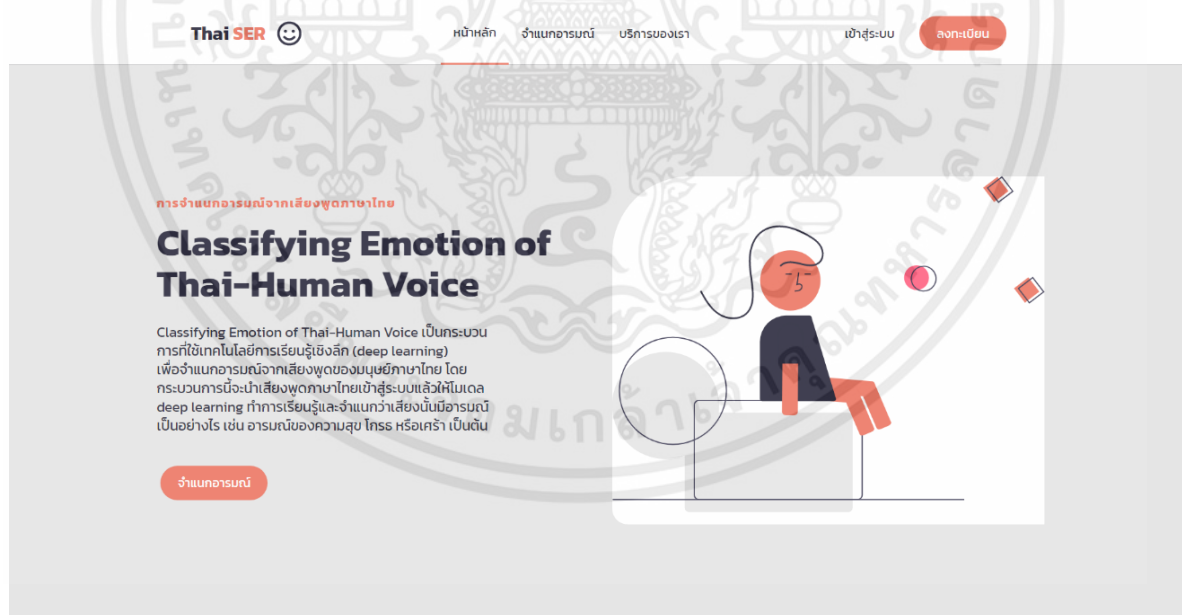 Thai SER
หน้าหลัก จำแนกอารมณ์ บริการของเรา
เข้าสู่ระบบ ลงทะเบียน
การจำแนกอารมณ์จากเสียงพูดภาษาไทย
Classifying Emotion of
Thai-Human Voice
Classifying Emotion of Thai-Human Voice เป็นกระบวน
การที่ใช้เทคโนโลยีการเรียนรู้เชิงลึก (deep learning)
เพื่อจำแนกอารมณ์จากเสียงพูดของมนุษย์ภาษาไทย โดย
กระบวนการนี้จะนำเสียงพูดภาษาไทยเข้าสู่ระบบแล้วให้โมเดล
deep learning ทำการเรียนรู้และจำแนกว่าเสียงนั้นมีอารมณ์
เป็นอย่างไร เช่น อารมณ์ของความสุข โกรธ หรือเศร้า เป็นต้น
จำแนกอารมณ์